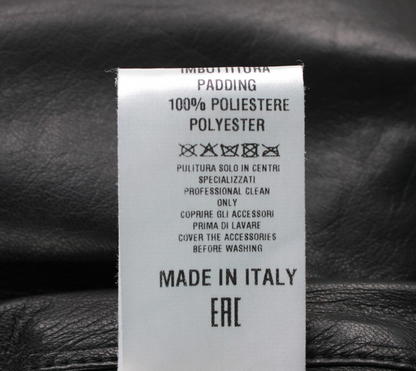 IMBOTTITURA
PADDING
100% POLIESTERE
POLYESTER
PULITURA SOLO IN CENTRI
SPECIALIZZATI
PROFESSIONAL CLEAN
ONLY
COPRIRE GLI ACCESSORI
PRIMA DI LAVARE
COVER THE ACCESSORIES
BEFORE WASHING
MADE IN ITALY
EAC